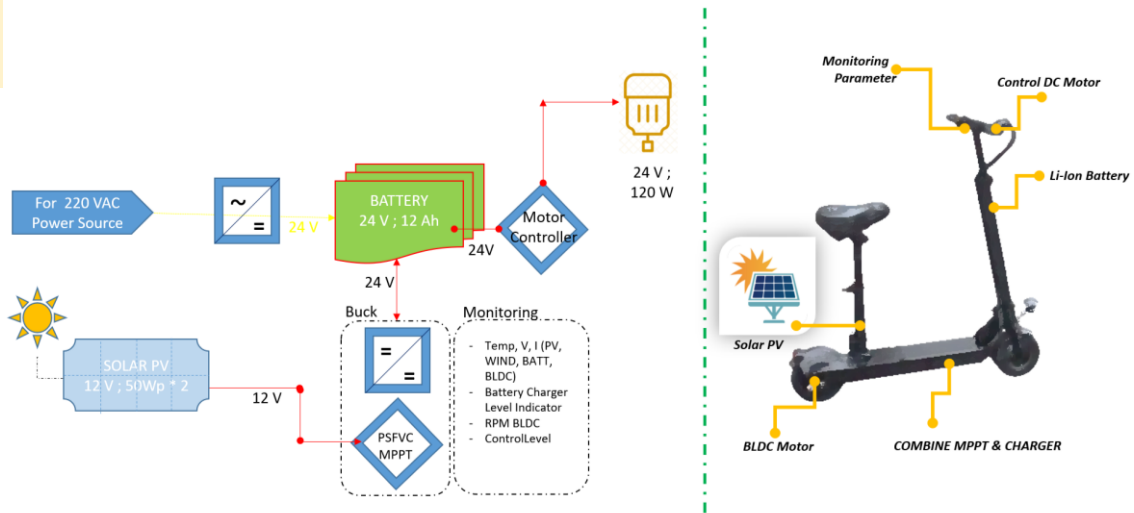 For 220 VAC
Power Source
~
=
24 V
BATTERY
24 V ; 12 Ah
24V
Motor
Controller
24 V ;
120 W
24 V
SOLAR PV
12 V ; 50Wp * 2
12 V
Buck
=
=
PSFVC
MPPT
Monitoring
- Temp, V, I (PV,
WIND, BATT,
BLDC)
- Battery Charger
Level Indicator
- RPM BLDC
- ControlLevel
Monitoring
Parameter
Control DC Motor
Li-Ion Battery
Solar PV
BLDC Motor
COMBINE MPPT & CHARGER